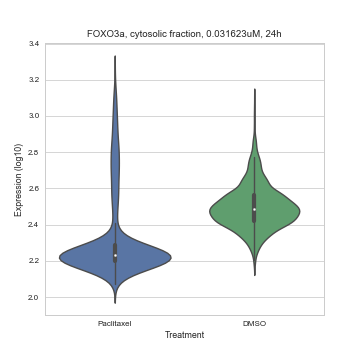 FOXO3a, cytosolic fraction, 0.031623uM, 24h
3.4
3.2
3.0
2.8
2.6
2.4
2.2
2.0
Expression (log10)
Paclitaxel DMSO
Treatment